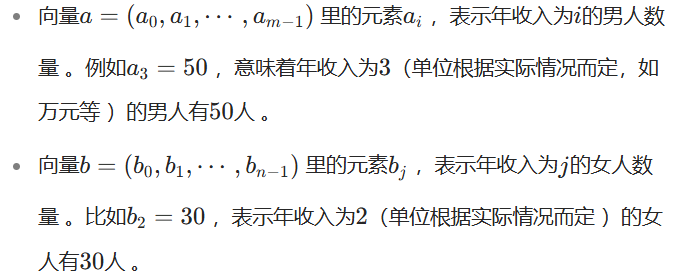 • 向量a = (a₀, a₁, ⋯ , aₘ₋₁) 里的元素aᵢ ，表示年收入为i的男人数
量 。例如a₃ = 50 ，意味着年收入为3（单位根据实际情况而定，如
万元等 ）的男人有50人 。
• 向量b = (b₀, b₁, ⋯ , bₙ₋₁) 里的元素bⱼ ，表示年收入为j的女人数
量 。比如b₂ = 30 ，表示年收入为2（单位根据实际情况而定 ）的女
人有30人 。